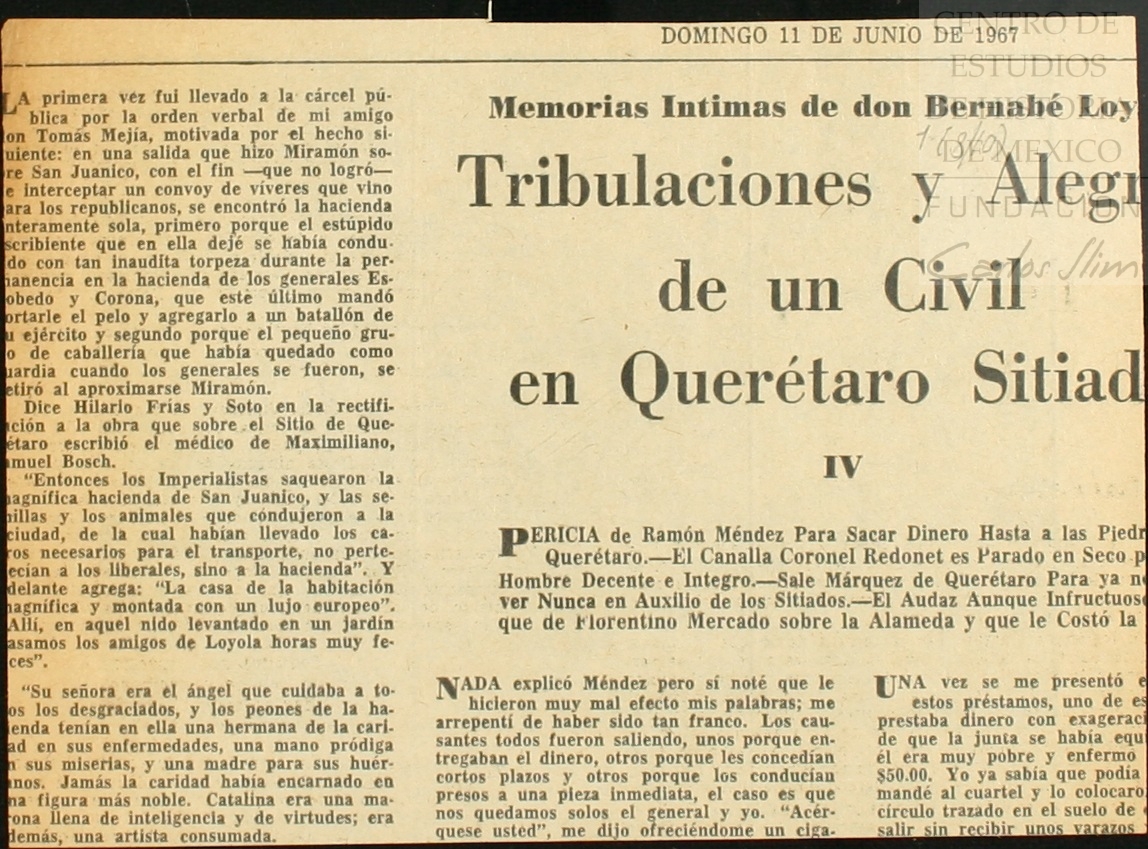 DOMINGO 11 DE JUNIO DE 1967
CENTRO DE
ESTUDIOS
DE MEXICO
FUNDACION
Carlos Slim
LA primera vez fui llevado a la cárcel pú-
blica por la orden verbal de mi amigo
on Tomás Mejía, motivada por el hecho si-
uiente: en una salida que hizo Miramón so-
re San Juanico, con el fin —que no logró—
e interceptar un convoy de víveres que vino
ara los republicanos, se encontró la hacienda
nteramente sola, primero porque el estúpido
scribiente que en ella dejé se había condu-
do con tan inaudita torpeza durante la per-
anencia en la hacienda de los generales Es-
obedo y Corona, que este último mandó
ortarle el pelo y agregarlo a un batallón de
u ejército y segundo porque el pequeño gru-
o de caballería que había quedado como
uardia cuando los generales se fueron, se
etiró al aproximarse Miramón.
Dice Hilario Frías y Soto en la rectifi-
ación a la obra que sobre el Sitio de Que-
étaro escribió el médico de Maximiliano,
amuel Bosch.
"Entonces los Imperialistas saquearon la
agnífica hacienda de San Juanico, y las se-
illas y los animales que condujeron a la
ciudad, de la cual habían llevado los ca-
ros necesarios para el transporte, no perte-
ecían a los liberales, sino a la hacienda". Y
delante agrega: "La casa de la habitación
agnífica y montada con un lujo europeo".
Allí, en aquel nido levantado en un jardín
asamos los amigos de Loyola horas muy fe-
ces".
"Su señora era el ángel que cuidaba a to-
os los desgraciados, y los peones de la ha-
enda tenían en ella una hermana de la cari-
ad en sus enfermedades, una mano pródiga
n sus miserias, y una madre para sus huér-
nos. Jamás la caridad había encarnado en
na figura más noble. Catalina era una ma-
rona llena de inteligencia y de virtudes; era
demás, una artista consumada.
Memorias Intimas de don Bernabé Loy
Tribulaciones y Alegr
de un Civil
en Querétaro Sitiad
IV
PERICIA de Ramón Méndez Para Sacar Dinero Hasta a las Piedr
Querétaro.—El Canalla Coronel Redonet es Parado en Seco p
Hombre Decente e Integro.—Sale Márquez de Querétaro Para ya n
ver Nunca en Auxilio de los Sitiados.—El Audaz Aunque Infructuos
que de Florentino Mercado sobre la Alameda y que le Costó la
NADA explicó Méndez pero sí noté que le
hicieron muy mal efecto mis palabras; me
arrepentí de haber sido tan franco. Los cau-
santes todos fueron saliendo, unos porque en-
tregaban el dinero, otros porque les concedían
cortos plazos y otros porque los conducían
presos a una pieza inmediata, el caso es que
nos quedamos solos el general y yo. "Acér-
quese usted", me dijo ofreciéndome un ciga-
UNA vez se me presentó e
estos préstamos, uno de es
prestaba dinero con exageraci
de que la junta se había equi
él era muy pobre y enfermo
$50.00. Yo ya sabía que podía
mandé al cuartel y lo colocaro
círculo trazado en el suelo de
salir sin recibir unos varazos